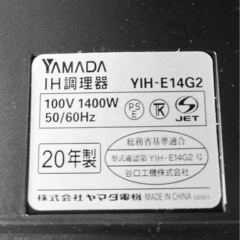 YAMADA
IH調理器 YIH-E14G2
100V 1400W
50/60Hz
PSE
JET
20年製
総務省基準適合
型式確認第 YIH-E14G2 号
谷口工機株式会社
株式会社ヤマダ電機 MADE IN CHINA